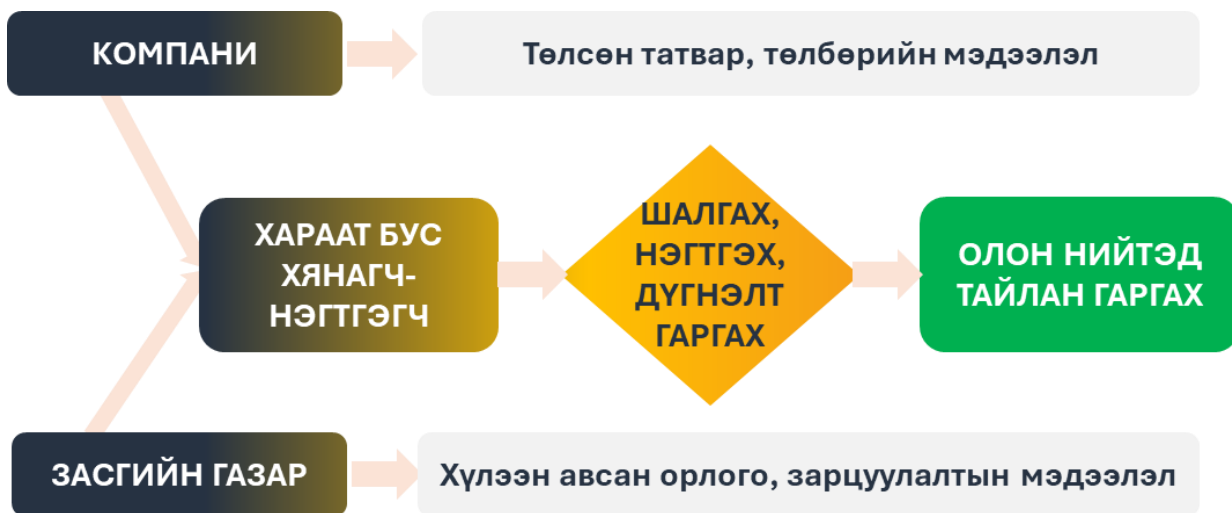 КОМПАНИ
Төлсөн татвар, төлбөрийн мэдээлэл
ХАРААТ БУС
ХЯНАГЧ-
НЭГТГЭГЧ
ШАЛГАХ,
НЭГТГЭХ,
ДҮГНЭЛТ
ГАРГАХ
ОЛОН НИЙТЭД
ТАЙЛАН ГАРГАХ
ЗАСГИЙН ГАЗАР
Хүлээн авсан орлого, зарцуулалтын мэдээлэл